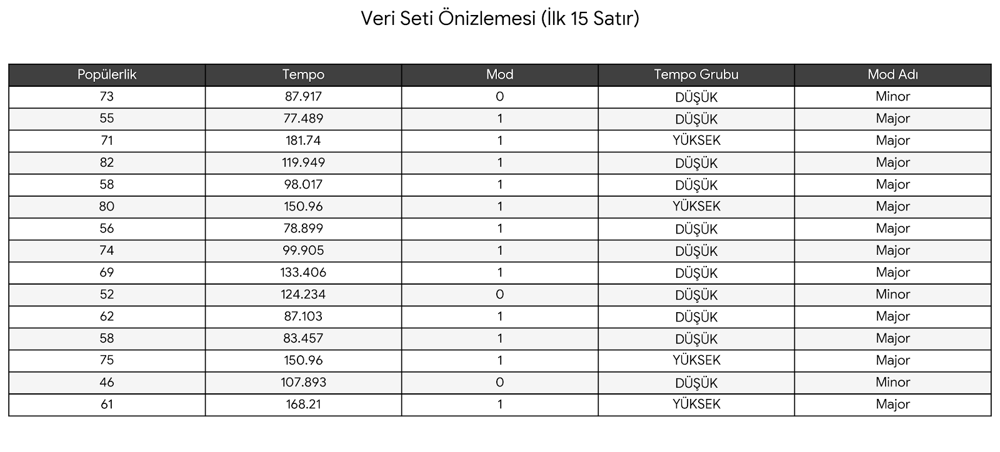 Veri Seti Önizlemesi (İlk 15 Satır)
Popülerlik Tempo Mod Tempo Grubu Mod Adı
73 87.917 0 DÜŞÜK Minor
55 77.489 1 DÜŞÜK Major
71 181.74 1 YÜKSEK Major
82 119.949 1 DÜŞÜK Major
58 98.017 1 DÜŞÜK Major
80 150.96 1 YÜKSEK Major
56 78.899 1 DÜŞÜK Major
74 99.905 1 DÜŞÜK Major
69 133.406 1 DÜŞÜK Major
52 124.234 0 DÜŞÜK Minor
62 87.103 1 DÜŞÜK Major
58 83.457 1 DÜŞÜK Major
75 150.96 1 YÜKSEK Major
46 107.893 0 DÜŞÜK Minor
61 168.21 1 YÜKSEK Major